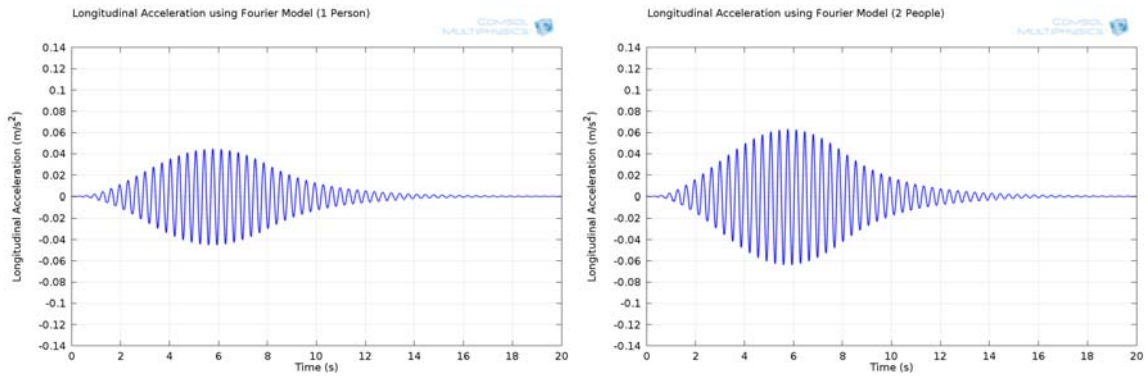 Longitudinal Acceleration using Fourier Model (1 Person)
COMSOL
MULTIPHYSICS
0.14
0.12
0.1
0.08
0.06
0.04
0.02
0
-0.02
-0.04
-0.06
-0.08
-0.1
-0.12
-0.14
Longitudinal Acceleration (m/s²)
0 2 4 6 8 10 12 14 16 18 20
Time (s)
Longitudinal Acceleration using Fourier Model (2 People)
COMSOL
MULTIPHYSICS
0.14
0.12
0.1
0.08
0.06
0.04
0.02
0
-0.02
-0.04
-0.06
-0.08
-0.1
-0.12
-0.14
Longitudinal Acceleration (m/s²)
0 2 4 6 8 10 12 14 16 18 20
Time (s)